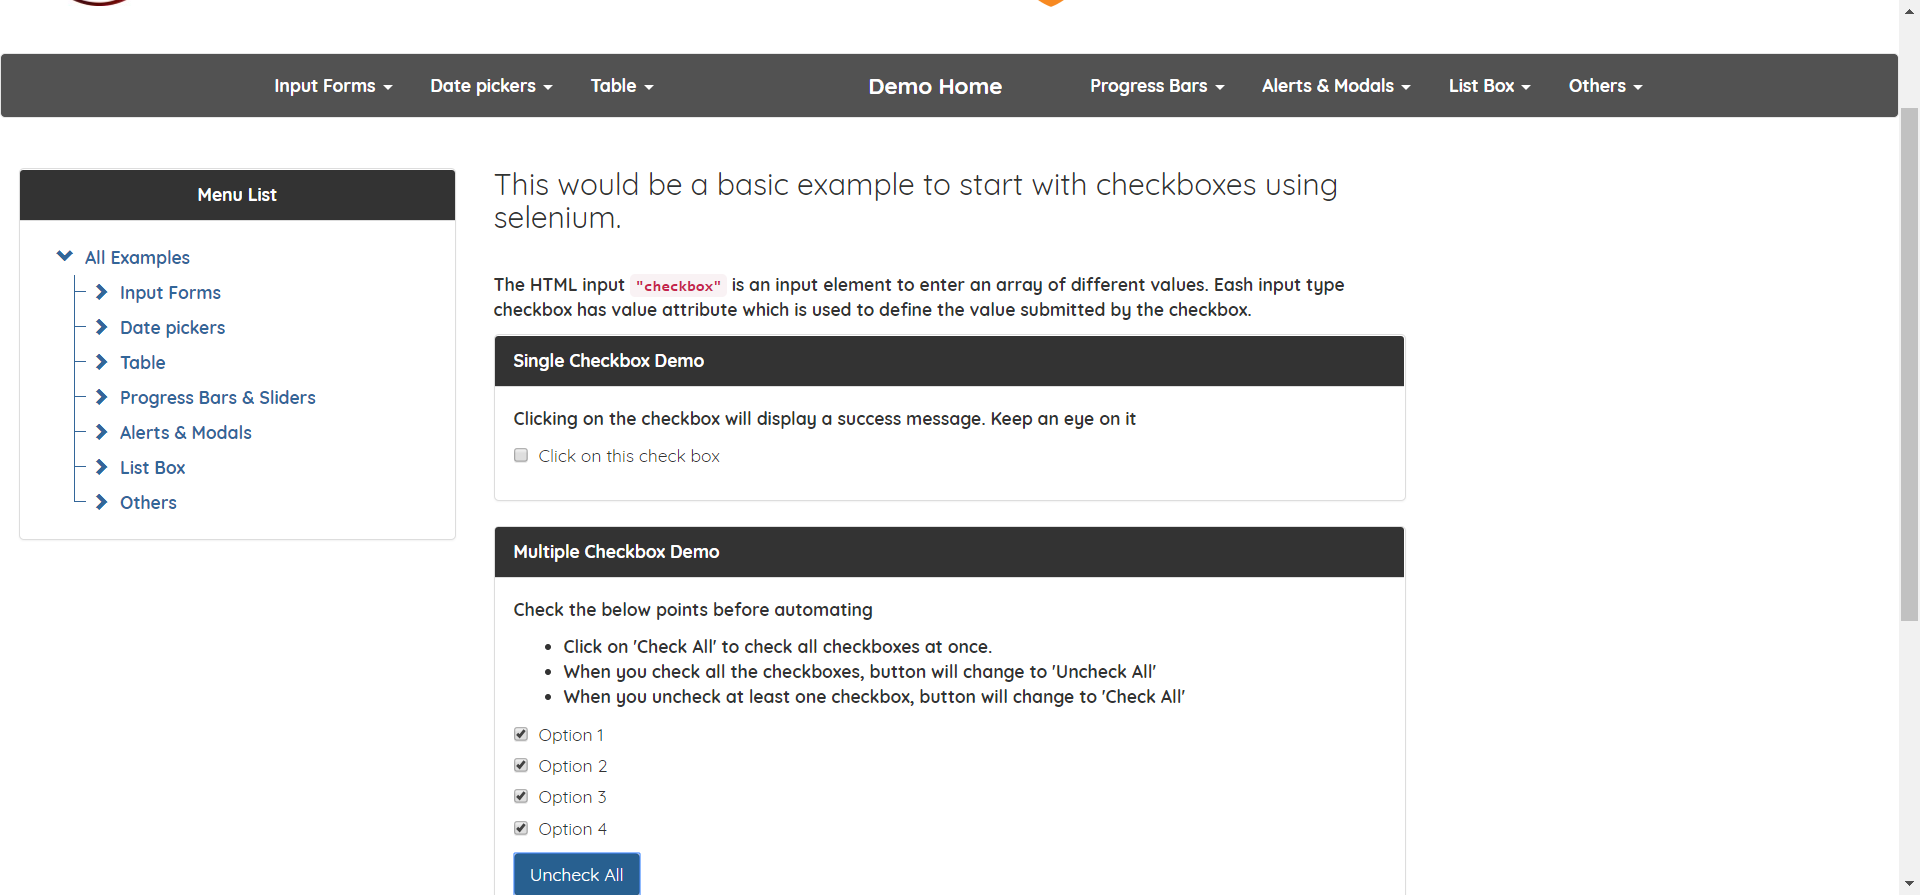 Input Forms Date pickers Table Demo Home Progress Bars Alerts & Modals List Box Others
Menu List
All Examples
Input Forms
Date pickers
Table
Progress Bars & Sliders
Alerts & Modals
List Box
Others
This would be a basic example to start with checkboxes using
selenium.
The HTML input "checkbox" is an input element to enter an array of different values. Eash input type
checkbox has value attribute which is used to define the value submitted by the checkbox.
Single Checkbox Demo
Clicking on the checkbox will display a success message. Keep an eye on it
Click on this check box
Multiple Checkbox Demo
Check the below points before automating
• Click on 'Check All' to check all checkboxes at once.
• When you check all the checkboxes, button will change to 'Uncheck All'
• When you uncheck at least one checkbox, button will change to 'Check All'
Option 1
Option 2
Option 3
Option 4
Uncheck All